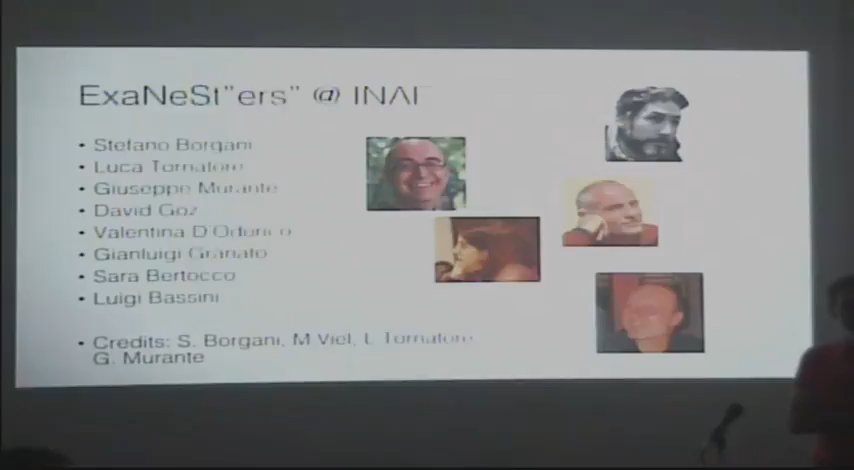 ExaNeSt"ers" @ INAF
• Stefano Borgani
• Luca Tornatore
• Giuseppe Murante
• David Goz
• Valentina D'Odorico
• Gianluigi Granato
• Sara Bertocco
• Luigi Bassini
• Credits: S. Borgani, M Viel, L Tornatore,
G. Murante